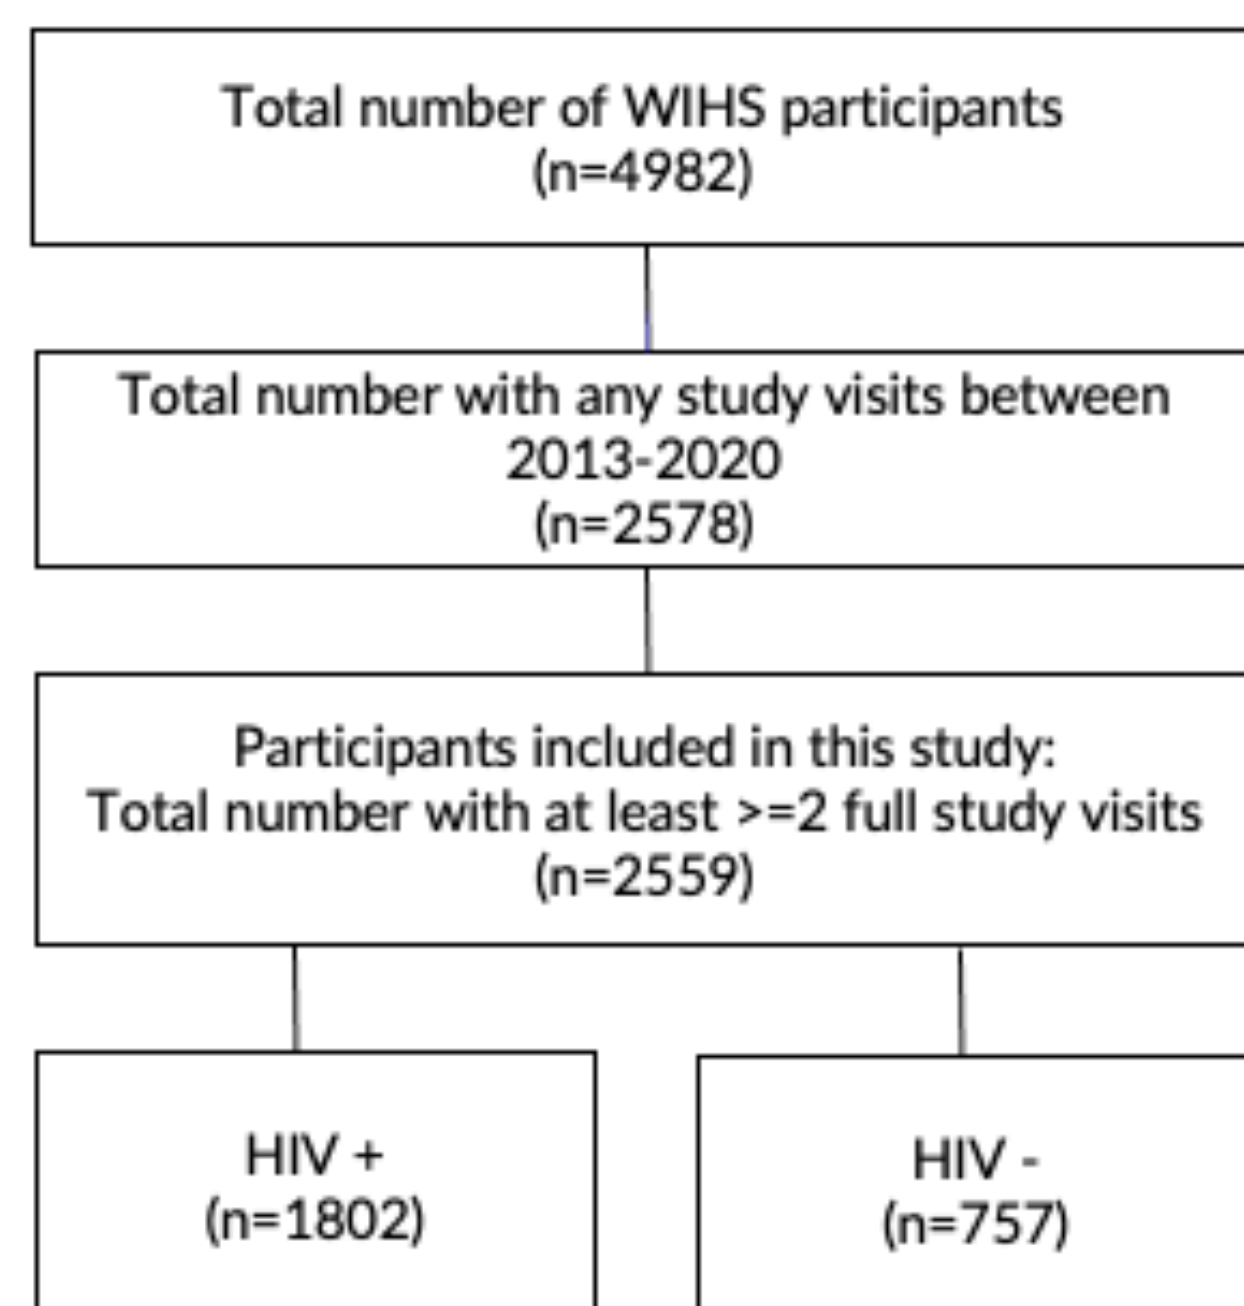 Total number of WIHS participants
(n=4982)
Total number with any study visits between
2013-2020
(n=2578)
Participants included in this study:
Total number with at least >=2 full study visits
(n=2559)
HIV +
(n=1802)
HIV -
(n=757)